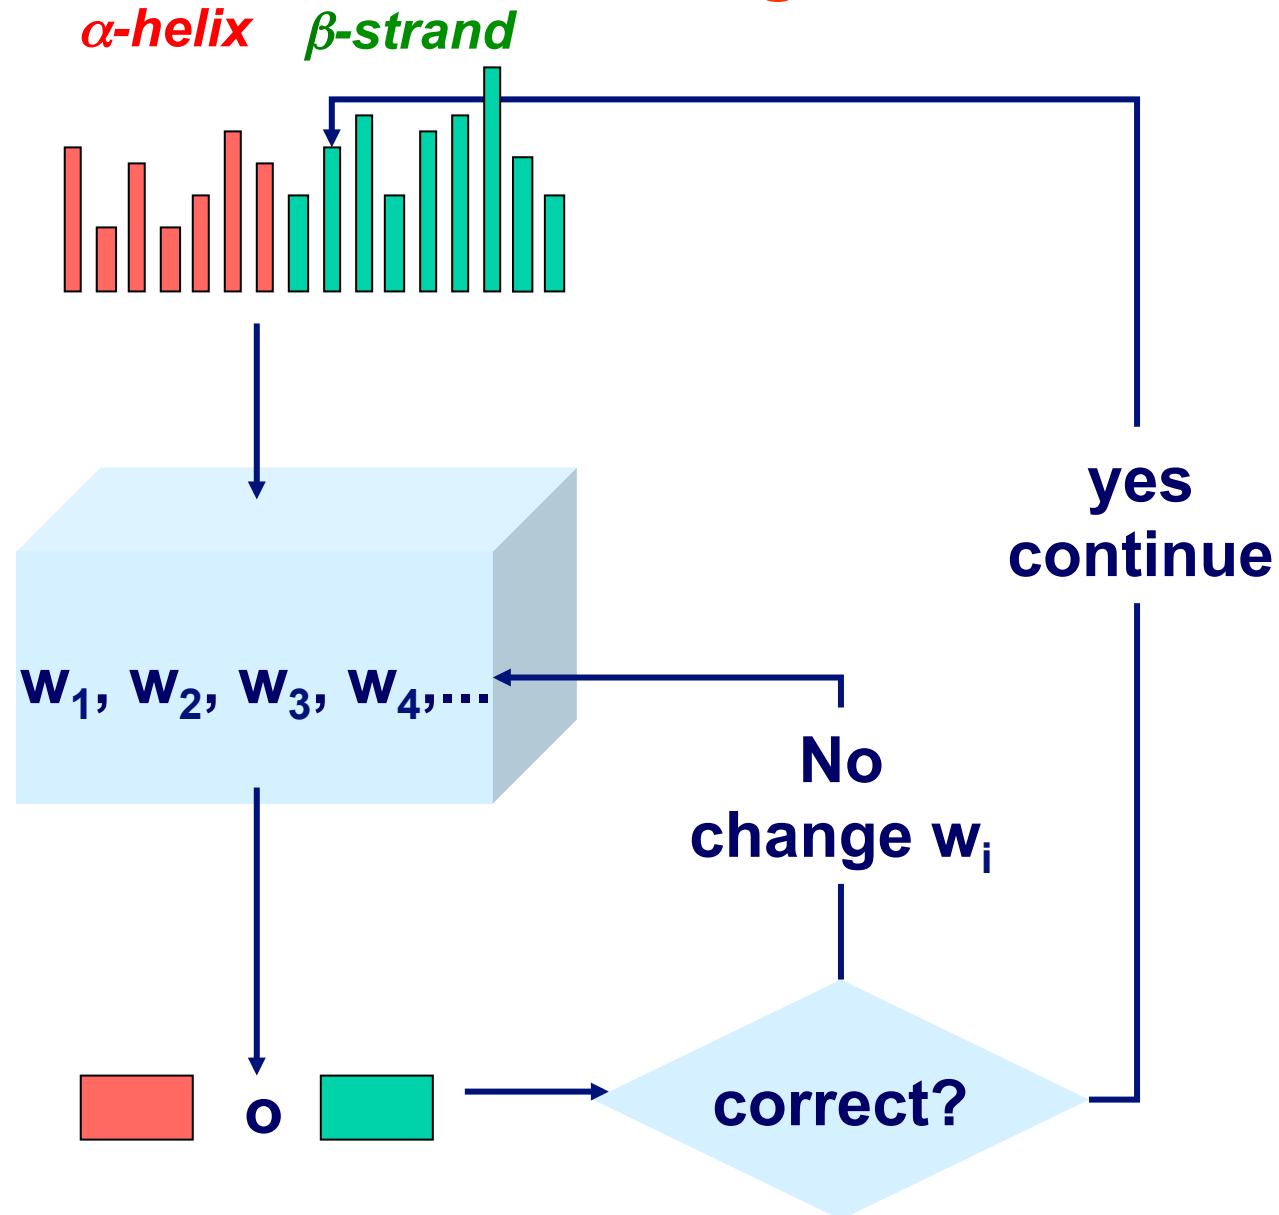 α-helix β-strand
yes
continue
w1, w2, w3, w4,...
No
change wi
o
correct?